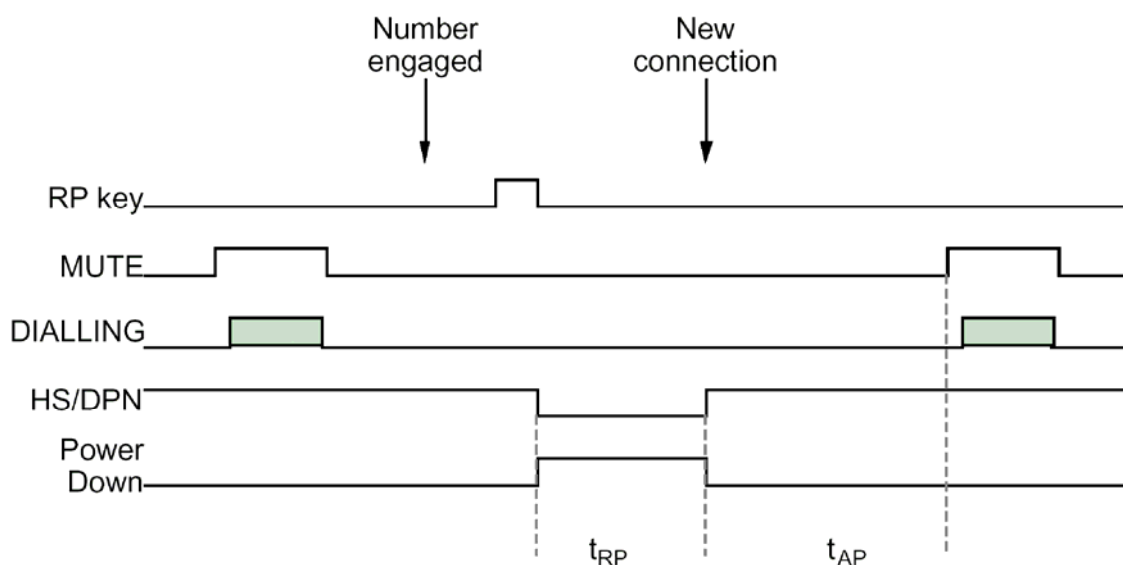 Number
engaged
New
connection
RP key
MUTE
DIALLING
HS/DPN
Power
Down
tRP
tAP